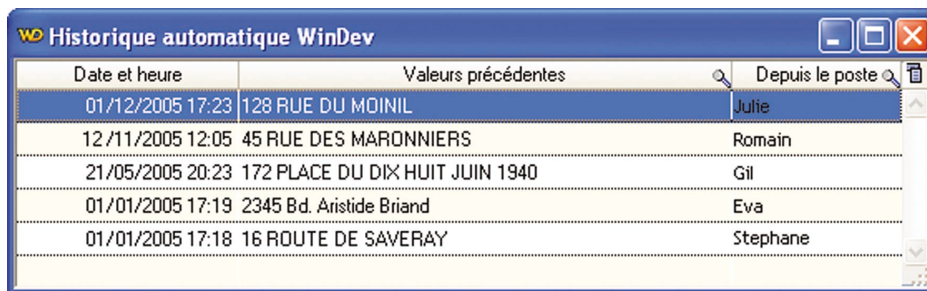 WD Historique automatique WinDev
Date et heure Valeurs précédentes Depuis le poste
01/12/2005 17:23 128 RUE DU MOINIL Julie
12/11/2005 12:05 45 RUE DES MARONNIERS Romain
21/05/2005 20:23 172 PLACE DU DIX HUIT JUIN 1940 Gil
01/01/2005 17:19 2345 Bd. Aristide Briand Eva
01/01/2005 17:18 16 ROUTE DE SAVERAY Stephane